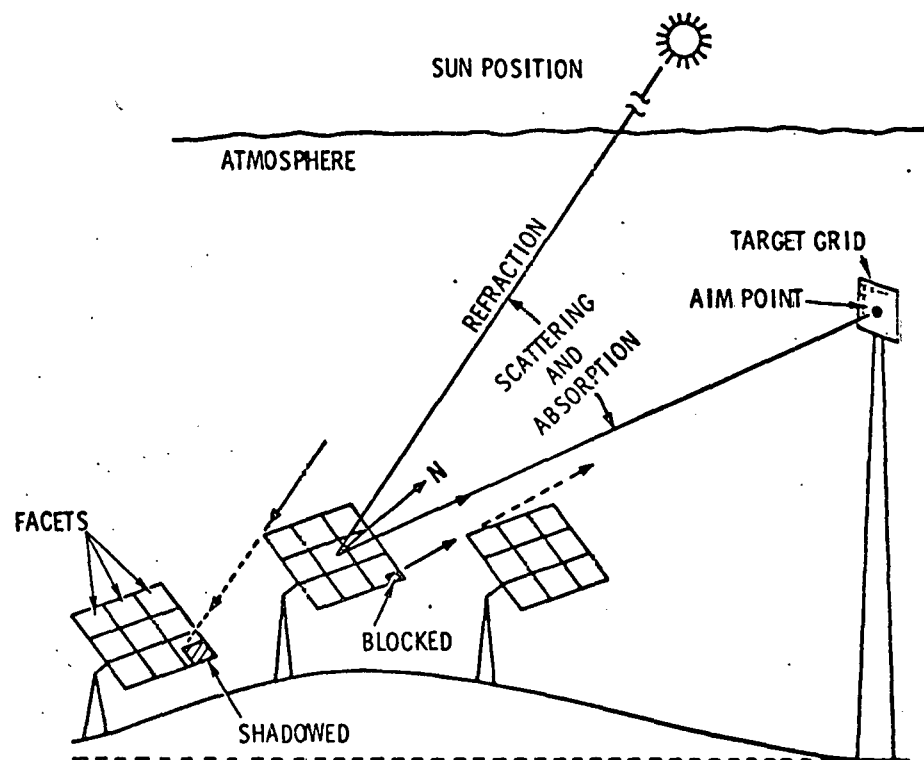 SUN POSITION
ATMOSPHERE
TARGET GRID
AIM POINT
REFRACTION
SCATTERING
AND
ABSORPTION
N
FACETS
BLOCKED
SHADOWED